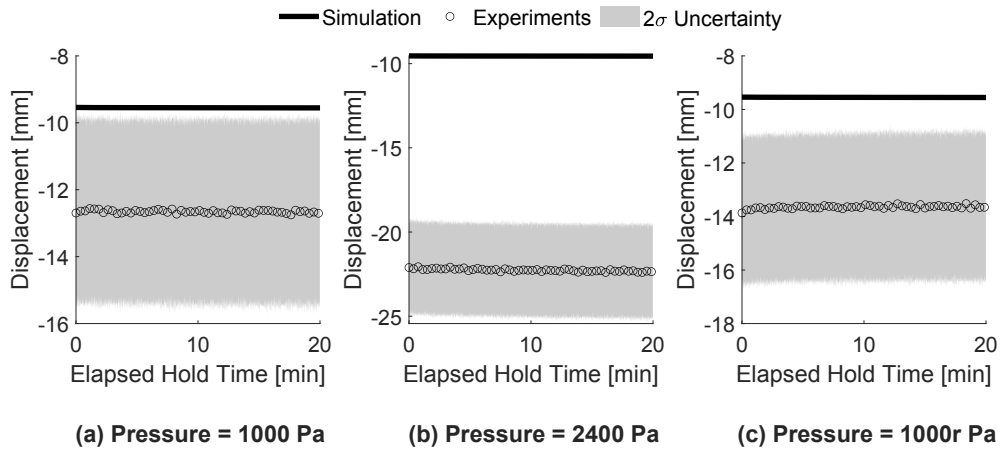 Simulation Experiments 2σ Uncertainty
-8
-10
-12
-14
-16
Displacement [mm]
0 10 20
Elapsed Hold Time [min]
(a) Pressure = 1000 Pa
-10
-15
-20
-25
Displacement [mm]
0 10 20
Elapsed Hold Time [min]
(b) Pressure = 2400 Pa
-8
-10
-12
-14
-16
-18
Displacement [mm]
0 10 20
Elapsed Hold Time [min]
(c) Pressure = 1000r Pa